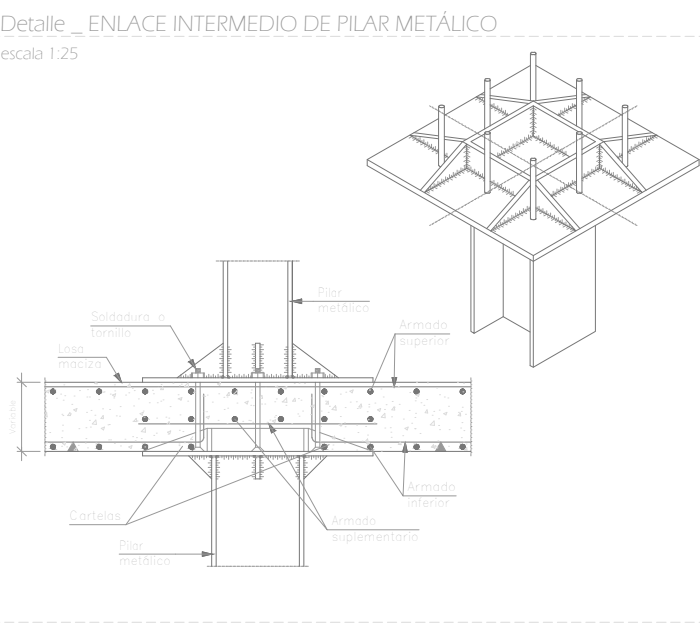 Detalle _ ENLACE INTERMEDIO DE PILAR METÁLICO
escala 1:25
Pilar
metálico
Soldadura o
tornillo
Armado
superior
Losa
maciza
variable
Armado
inferior
Cartelas
Armado
suplementario
Pilar
metálico